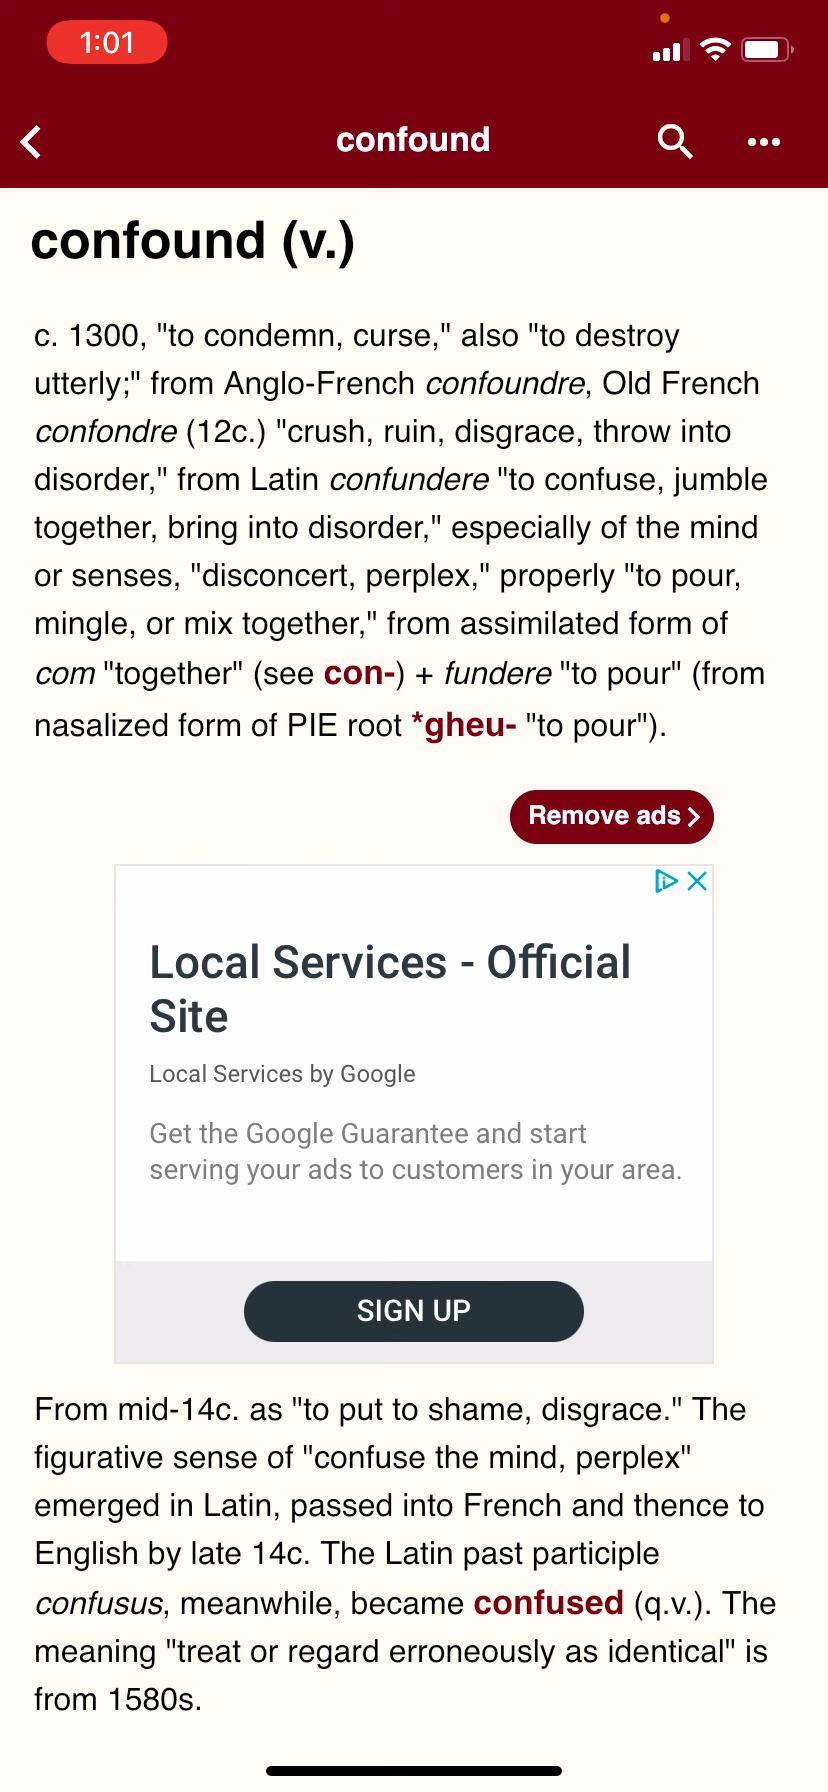 1:01
confound
confound (v.)
c. 1300, "to condemn, curse," also "to destroy
utterly;" from Anglo-French confoundre, Old French
confondre (12c.) "crush, ruin, disgrace, throw into
disorder," from Latin confundere "to confuse, jumble
together, bring into disorder," especially of the mind
or senses, "disconcert, perplex," properly "to pour,
mingle, or mix together," from assimilated form of
com "together" (see con-) + fundere "to pour" (from
nasalized form of PIE root *gheu- "to pour").
Remove ads
Local Services - Official
Site
Local Services by Google
Get the Google Guarantee and start
serving your ads to customers in your area.
SIGN UP
From mid-14c. as "to put to shame, disgrace." The
figurative sense of "confuse the mind, perplex"
emerged in Latin, passed into French and thence to
English by late 14c. The Latin past participle
confusus, meanwhile, became confused (q.v.). The
meaning "treat or regard erroneously as identical" is
from 1580s.